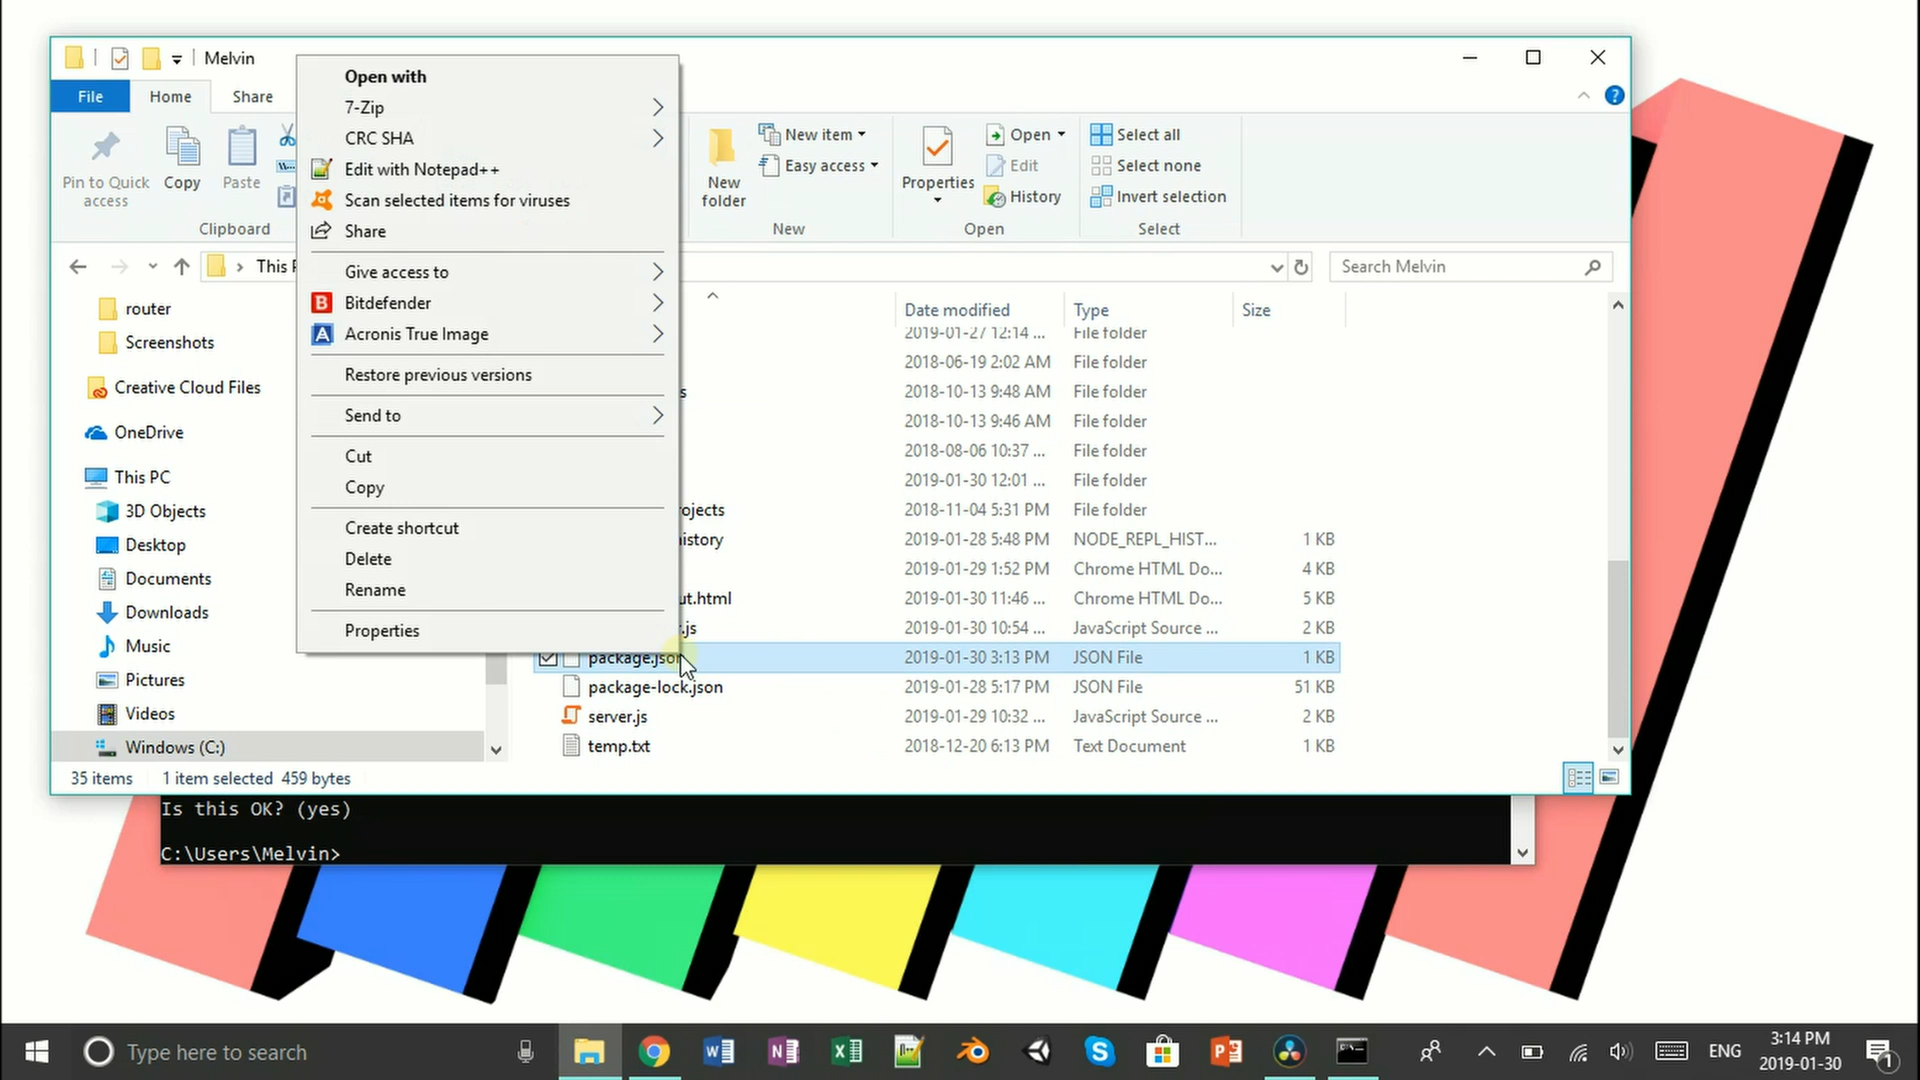 Melvin
File
Home
Share
Pin to Quick access
Copy
Paste
Clipboard
New folder
New item
Easy access
New
Properties
Open
Edit
History
Open
Select all
Select none
Invert selection
Select
Open with
7-Zip
CRC SHA
Edit with Notepad++
Scan selected items for viruses
Share
Give access to
Bitdefender
Acronis True Image
Restore previous versions
Send to
Cut
Copy
Create shortcut
Delete
Rename
Properties
This
Search Melvin
router
Screenshots
Creative Cloud Files
OneDrive
This PC
3D Objects
Desktop
Documents
Downloads
Music
Pictures
Videos
Windows (C:)
Date modified Type Size
2019-01-27 12:14 ... File folder
2018-06-19 2:02 AM File folder
s 2018-10-13 9:48 AM File folder
2018-10-13 9:46 AM File folder
2018-08-06 10:37 ... File folder
2019-01-30 12:01 ... File folder
rojects 2018-11-04 5:31 PM File folder
istory 2019-01-28 5:48 PM NODE_REPL_HIST... 1 KB
2019-01-29 1:52 PM Chrome HTML Do... 4 KB
ut.html 2019-01-30 11:46 ... Chrome HTML Do... 5 KB
.js 2019-01-30 10:54 ... JavaScript Source ... 2 KB
package.json 2019-01-30 3:13 PM JSON File 1 KB
package-lock.json 2019-01-28 5:17 PM JSON File 51 KB
server.js 2019-01-29 10:32 ... JavaScript Source ... 2 KB
temp.txt 2018-12-20 6:13 PM Text Document 1 KB
35 items 1 item selected 459 bytes
Is this OK? (yes)
C:\Users\Melvin>
Type here to search
ENG
3:14 PM
2019-01-30
1